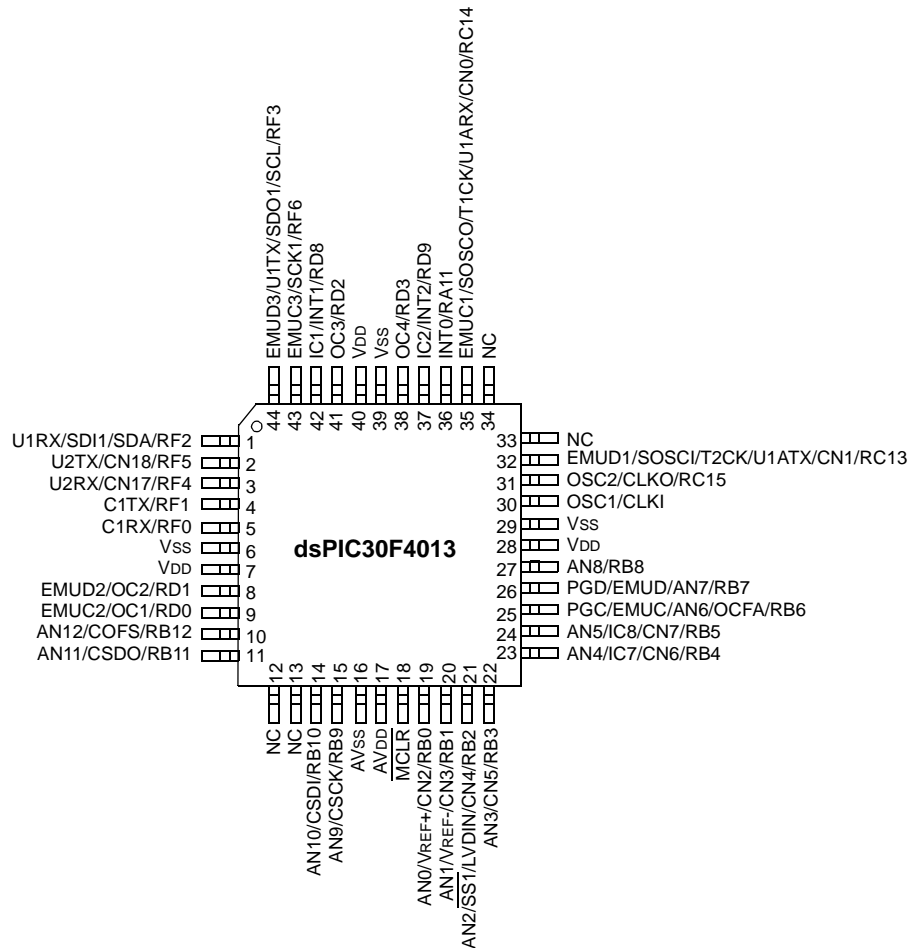 EMUD3/U1TX/SDO1/SCL/RF3
EMUC3/SCK1/RF6
IC1/INT1/RD8
OC3/RD2
VDD
VSS
OC4/RD3
IC2/INT2/RD9
INT0/RA11
EMUC1/SOSCO/T1CK/U1ARX/CN0/RC14
NC
44
43
42
41
40
39
38
37
36
35
34
U1RX/SDI1/SDA/RF2 1
U2TX/CN18/RF5 2
U2RX/CN17/RF4 3
C1TX/RF1 4
C1RX/RF0 5
VSS 6
VDD 7
EMUD2/OC2/RD1 8
EMUC2/OC1/RD0 9
AN12/COFS/RB12 10
AN11/CSDO/RB11 11
dsPIC30F4013
33 NC
32 EMUD1/SOSCI/T2CK/U1ATX/CN1/RC13
31 OSC2/CLKO/RC15
30 OSC1/CLKI
29 VSS
28 VDD
27 AN8/RB8
26 PGD/EMUD/AN7/RB7
25 PGC/EMUC/AN6/OCFA/RB6
24 AN5/IC8/CN7/RB5
23 AN4/IC7/CN6/RB4
12
13
14
15
16
17
18
19
20
21
22
NC
NC
AN10/CSDI/RB10
AN9/CSCK/RB9
AVSS
AVDD
MCLR
AN0/VREF+/CN2/RB0
AN1/VREF-/CN3/RB1
AN2/SS1/LVDIN/CN4/RB2
AN3/CN5/RB3